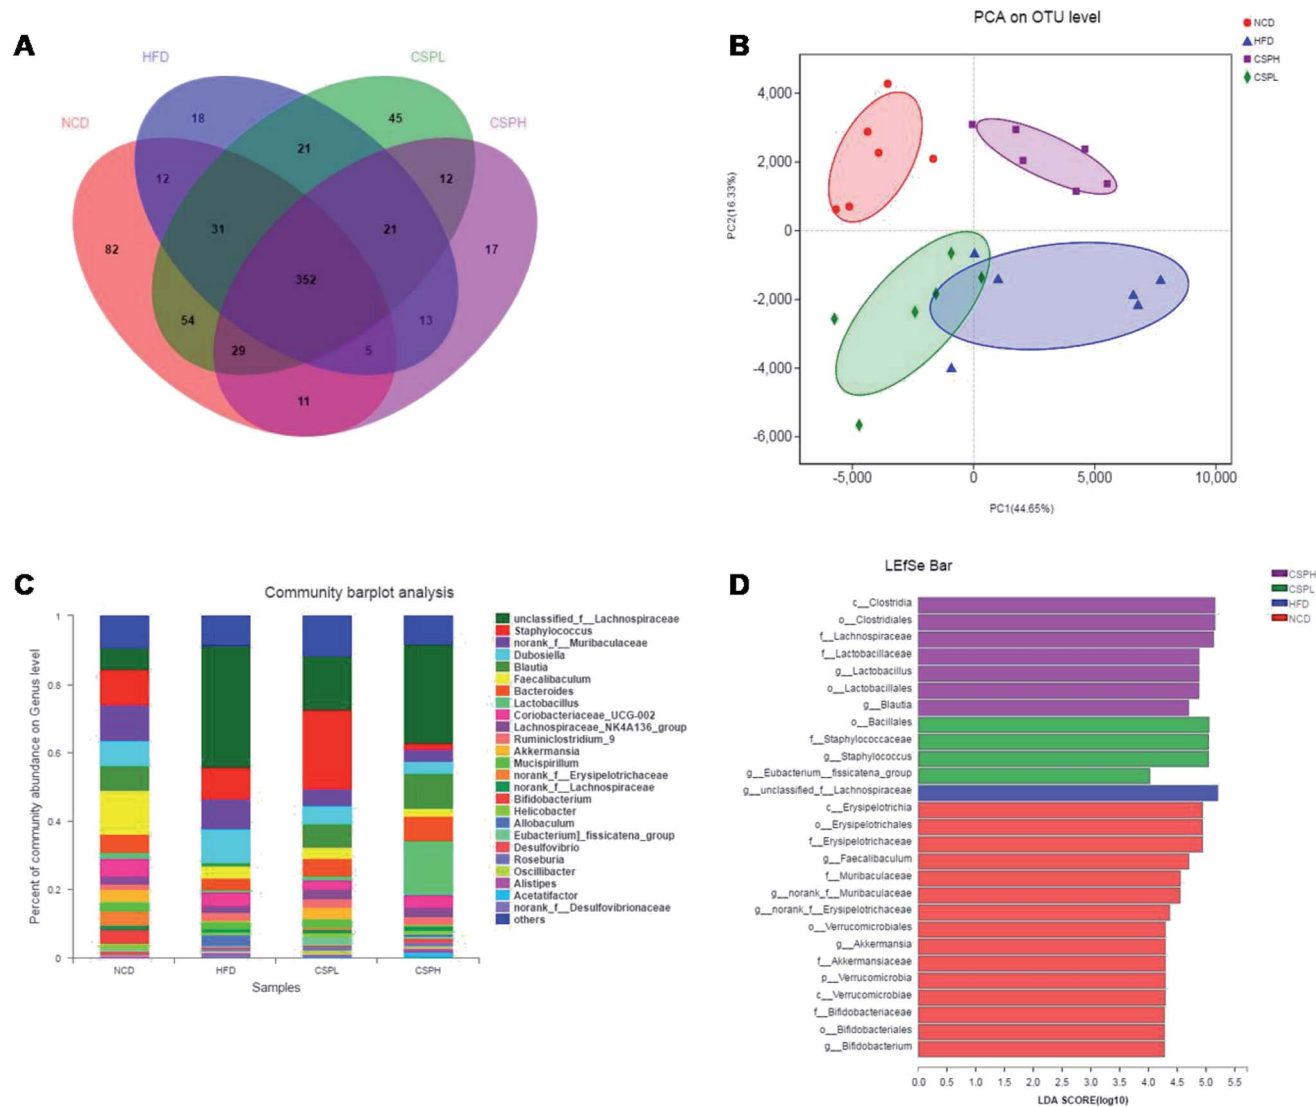 A
HFD
CSPL
NCD
CSPH
18
45
21
12
12
82
31
21
17
352
54
13
29
5
11
B
PCA on OTU level
NCD
HFD
CSPH
CSPL
4,000
2,000
0
-2,000
-4,000
-6,000
PC2(16.33%)
-5,000
0
5,000
10,000
PC1(44.65%)
C
Community barplot analysis
Percent of community abundance on Genus level
1
0.8
0.6
0.4
0.2
0
NCD
HFD
CSPL
CSPH
Samples
unclassified_f__Lachnospiraceae
Staphylococcus
norank_f__Muribaculaceae
Dubosiella
Blautia
Faecalibaculum
Bacteroides
Lactobacillus
Coriobacteriaceae_UCG-002
Lachnospiraceae_NK4A136_group
Ruminiclostridium_9
Akkermansia
Mucispirillum
norank_f__Erysipelotrichaceae
norank_f__Lachnospiraceae
Bifidobacterium
Helicobacter
Allobaculum
Eubacterium]_fissicatena_group
Desulfovibrio
Roseburia
Oscillibacter
Alistipes
Acetatifactor
norank_f__Desulfovibrionaceae
others
D
LEfSe Bar
CSPH
CSPL
HFD
NCD
c__Clostridia
o__Clostridiales
f__Lachnospiraceae
f__Lactobacillaceae
g__Lactobacillus
o__Lactobacillales
g__Blautia
o__Bacillales
f__Staphylococcaceae
g__Staphylococcus
g__Eubacterium__fissicatena_group
g__unclassified_f__Lachnospiraceae
c__Erysipelotrichia
o__Erysipelotrichales
f__Erysipelotrichaceae
g__Faecalibaculum
f__Muribaculaceae
g__norank_f__Muribaculaceae
g__norank_f__Erysipelotrichaceae
o__Verrucomicrobiales
g__Akkermansia
f__Akkermansiaceae
p__Verrucomicrobia
c__Verrucomicrobiae
f__Bifidobacteriaceae
o__Bifidobacteriales
g__Bifidobacterium
0.0 0.5 1.0 1.5 2.0 2.5 3.0 3.5 4.0 4.5 5.0 5.5
LDA SCORE(log10)